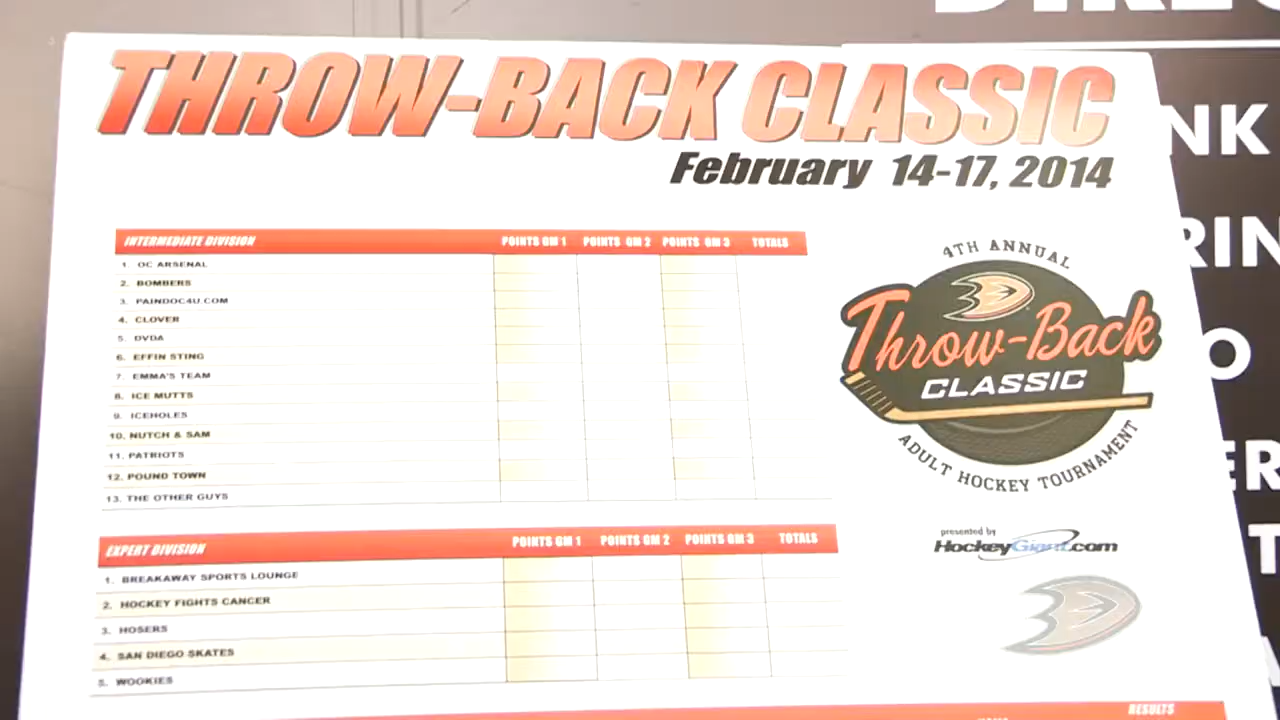 THROW-BACK CLASSIC
February 14-17, 2014
INTERMEDIATE DIVISION POINTS GM 1 POINTS GM 2 POINTS GM 3 TOTALS
1. OC ARSENAL
2. BOMBERS
3. PAINDOC4U.COM
4. CLOVER
5. DVDA
6. EFFIN STING
7. EMMA'S TEAM
8. ICE MUTTS
9. ICEHOLES
10. NUTCH & SAM
11. PATRIOTS
12. POUND TOWN
13. THE OTHER GUYS
EXPERT DIVISION POINTS GM 1 POINTS GM 2 POINTS GM 3 TOTALS
1. BREAKAWAY SPORTS LOUNGE
2. HOCKEY FIGHTS CANCER
3. HOSERS
4. SAN DIEGO SKATES
5. WOOKIES
RESULTS
4TH ANNUAL
Throw-Back
CLASSIC
ADULT HOCKEY TOURNAMENT
presented by
HockeyGiant.com